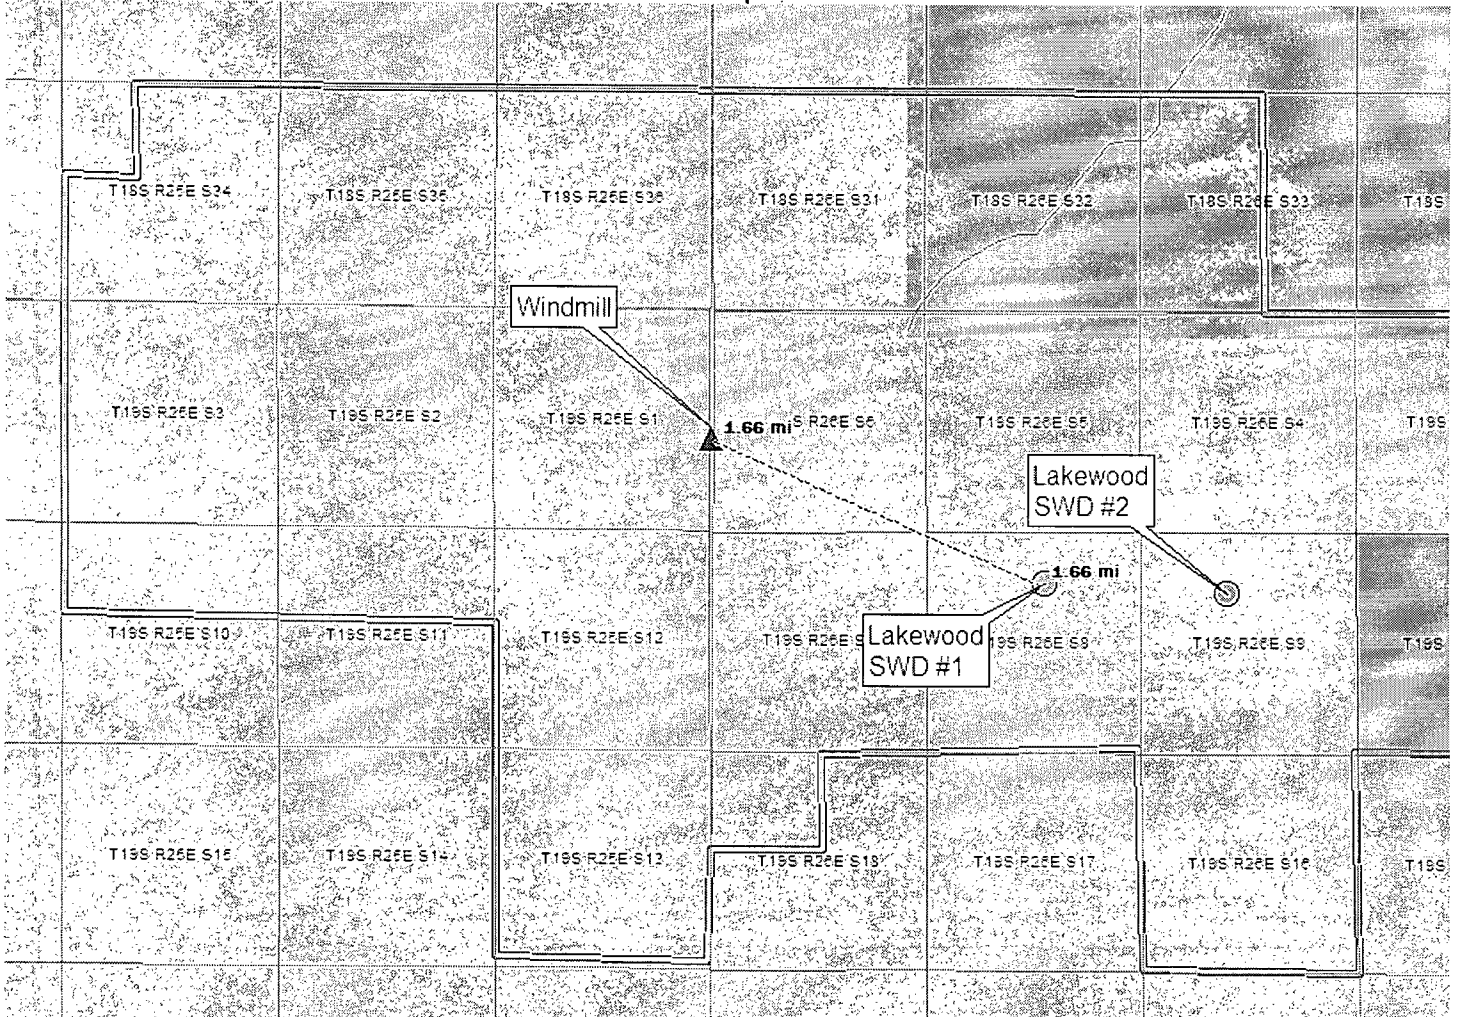 T18S R25E S34
T18S R25E S35
T18S R25E S36
T18S R26E S31
T18S R26E S32
T18S R26E S33
T18S
Windmill
T19S R25E S3
T19S R25E S2
T19S R25E S1
1.66 mi
S R26E S6
T19S R26E S5
T19S R26E S4
T19S
Lakewood
SWD #2
1.66 mi
T19S R25E S10
T19S R25E S11
T19S R25E S12
T19S R26E S
Lakewood
SWD #1
19S R26E S8
T19S R26E S9
T19S
T19S R25E S15
T19S R25E S14
T19S R25E S13
T19S R26E S18
T19S R26E S17
T19S R26E S16
T19S